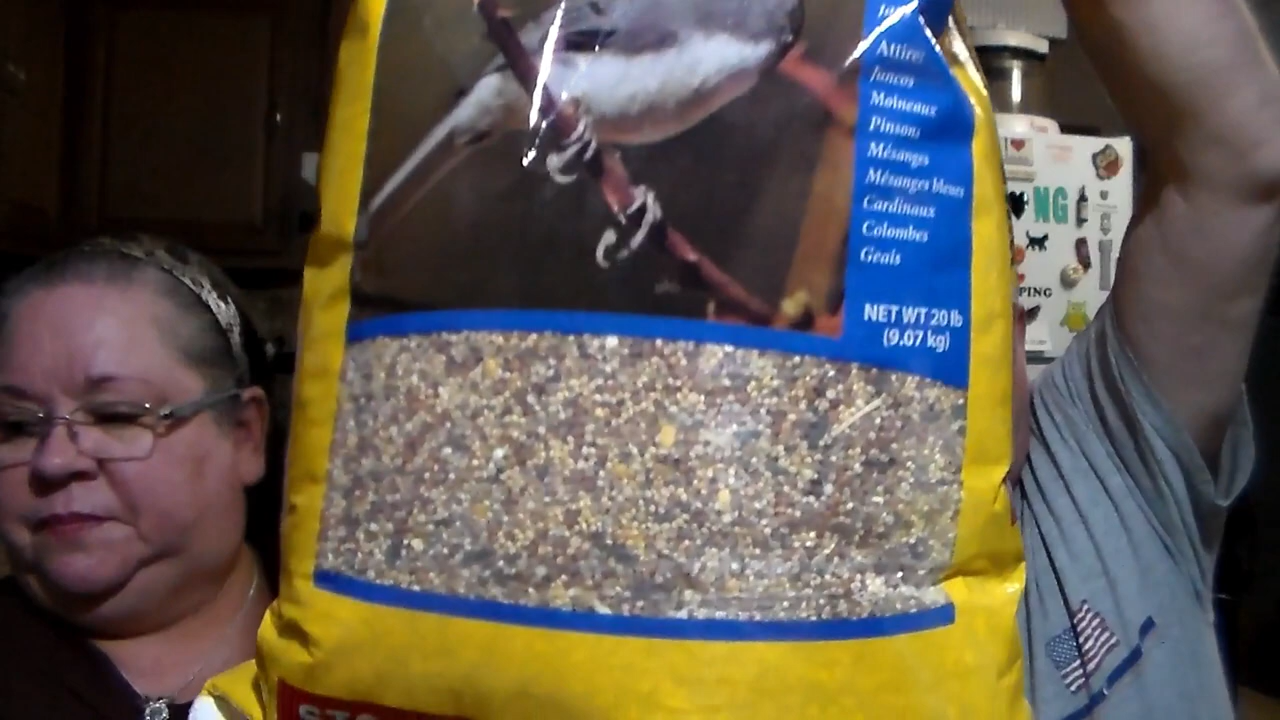 Attire:
Juncos
Moineaux
Pinsons
Mésanges
Mésanges bleues
Cardinaux
Colombes
Geais
NET WT 20 lb
(9.07 kg)
NG
PING